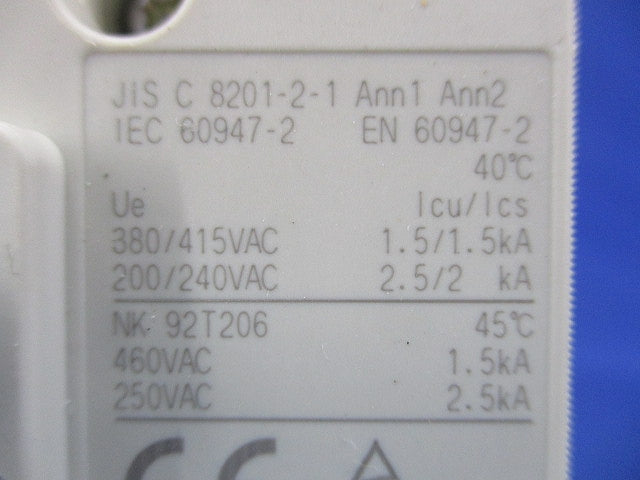 JIS C 8201-2-1 Ann1 Ann2
IEC 60947-2 EN 60947-2
40℃
Ue Icu/Ics
380/415VAC 1.5/1.5kA
200/240VAC 2.5/2 kA
NK 92T206 45℃
460VAC 1.5kA
250VAC 2.5kA
CE